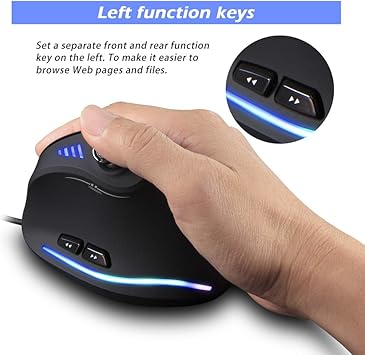 Left function keys
Set a separate front and rear function
key on the left. To make it easier to
browse Web pages and files.